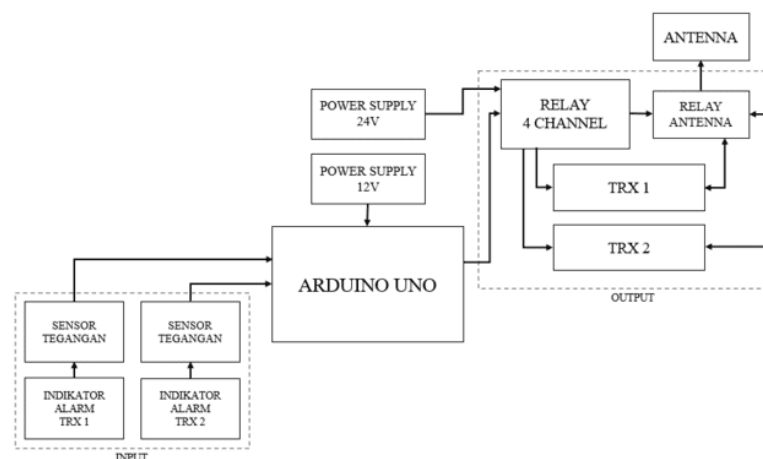 ANTENNA
POWER SUPPLY
24V
RELAY
4 CHANNEL
RELAY
ANTENNA
POWER SUPPLY
12V
TRX 1
TRX 2
ARDUINO UNO
OUTPUT
SENSOR
TEGANGAN
SENSOR
TEGANGAN
INDIKATOR
ALARM
TRX 1
INDIKATOR
ALARM
TRX 2
INPUT